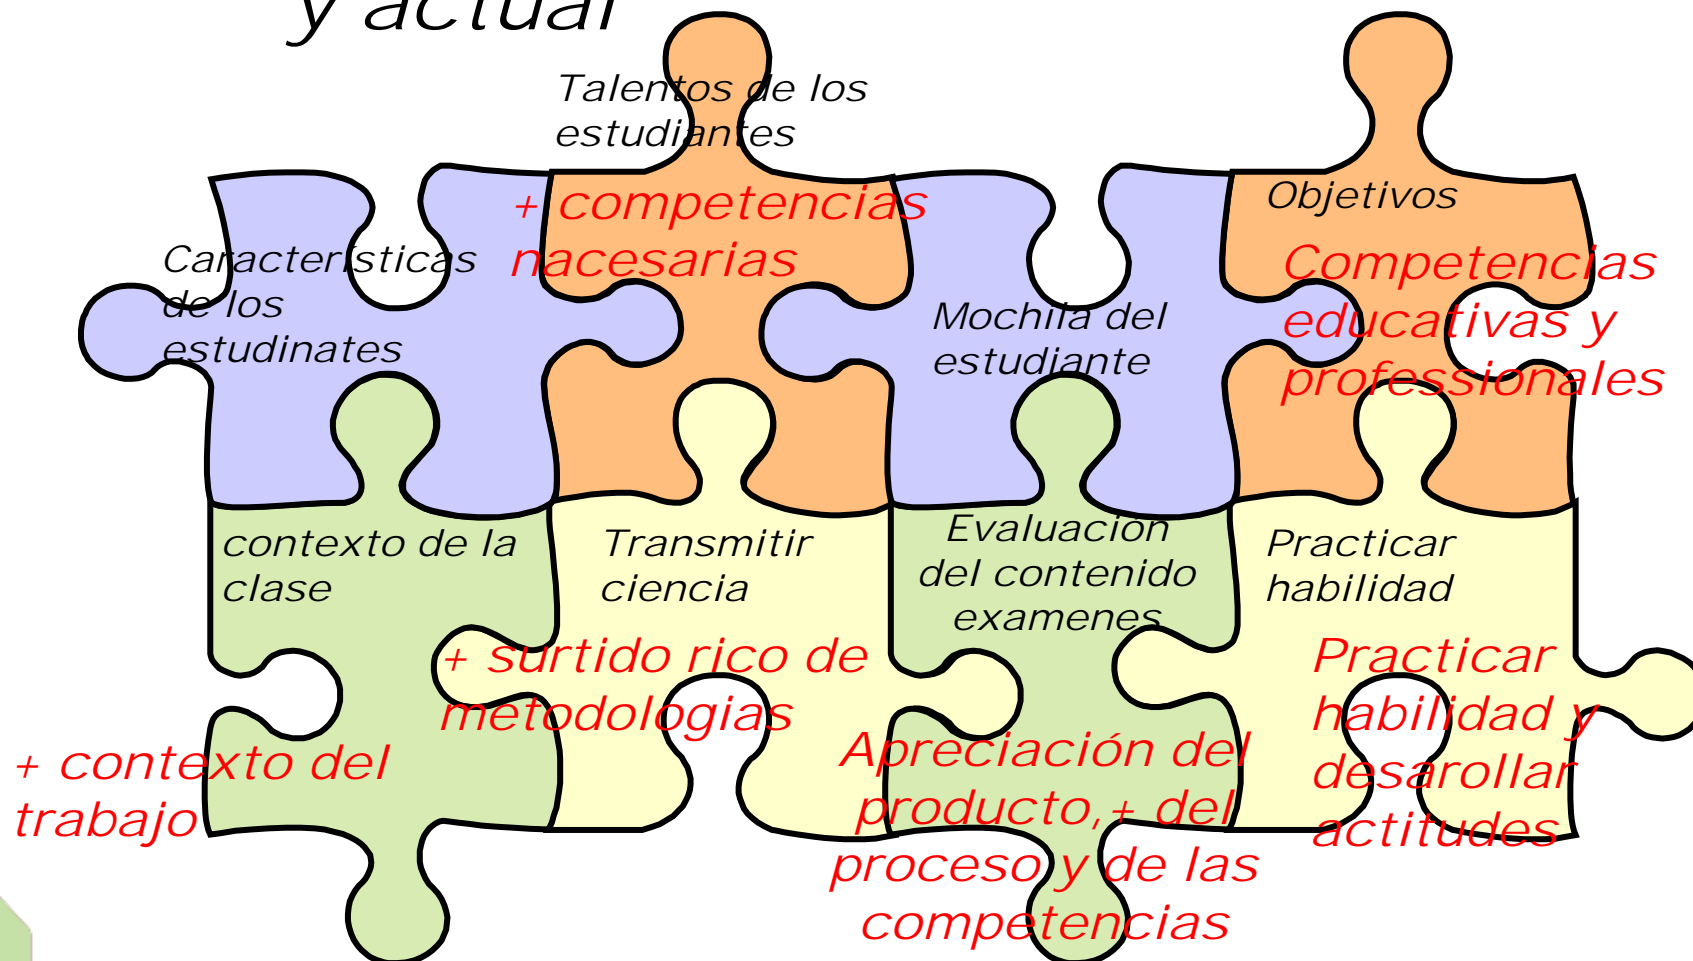 y actual
Talentos de los
estudiantes
+ competencias
nacesarias
Objetivos
Competencias
educativas y
professionales
Características
de los
estudinates
Mochila del
estudiante
contexto de la
clase
+ contexto del
trabajo
Transmitir
ciencia
+ surtido rico de
metodologias
Evaluación
del contenido
examenes
Apreciación del
producto,+ del
proceso y de las
competencias
Practicar
habilidad
Practicar
habilidad y
desarollar
actitudes